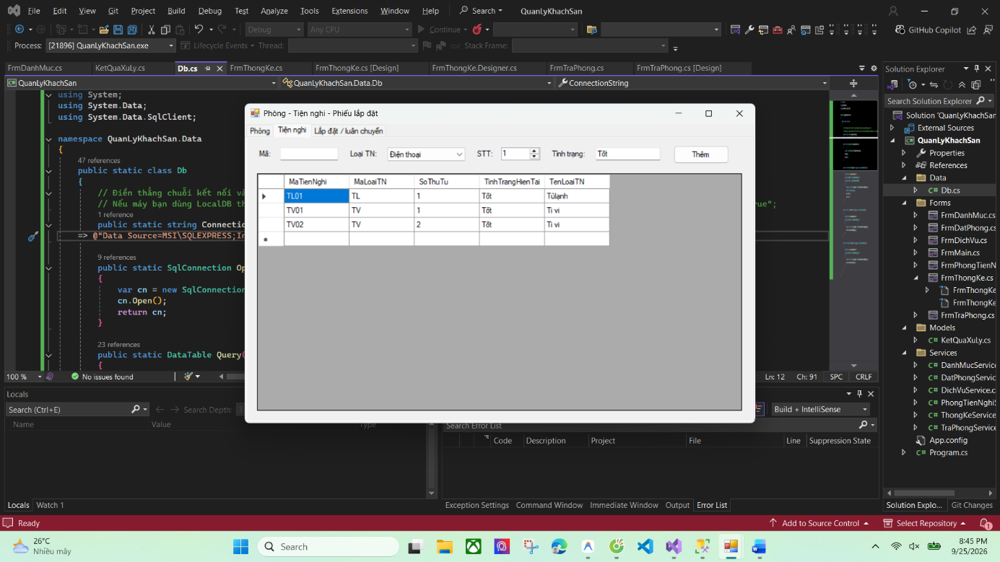 File Edit View Git Project Build Debug Test Analyze Tools Extensions Window Help Search QuanLyKhachSan
Debug Any CPU Continue GitHub Copilot
Process: [21896] QuanLyKhachSan.exe Lifecycle Events Thread: Stack Frame:
FrmDanhMuc.cs KetQuaXuLy.cs Db.cs FrmThongKe.cs FrmThongKe.cs [Design] FrmThongKe.Designer.cs FrmTraPhong.cs FrmTraPhong.cs [Design]
QuanLyKhachSan QuanLyKhachSan.Data.Db ConnectionString
using System;
using System.Data;
using System.Data.SqlClient;
namespace QuanLyKhachSan.Data
{
47 references
public static class Db
{
// Điền thẳng chuỗi kết nối
// Nếu máy bạn dùng LocalDB
rue";
1 reference
public static string
=> @"Data Source=MSI\SQLEXPRESS;
9 references
public static SqlConnection
{
var cn = new SqlConnection
cn.Open();
return cn;
}
23 references
public static DataTable Query
{
100 % No issues found Ln: 12 Ch: 91 SPC CRLF
Phòng - Tiện nghi - Phiếu lắp đặt
Phòng Tiện nghi Lắp đặt / luân chuyển
Mã: Loại TN: Điện thoại STT: 1 Tình trạng: Tốt Thêm
MaTienNghi MaLoaiTN SoThuTu TinhTrangHienTai TenLoaiTN
TL01 TL 1 Tốt Tủlạnh
TV01 TV 1 Tốt Ti vi
TV02 TV 2 Tốt Ti vi
Locals
Search (Ctrl+E) Search Depth: 3
Name Value Type
Build + IntelliSense
Search Error List
Code Description Project File Line Suppression State
Locals Watch 1
Exception Settings Command Window Immediate Window Output Error List
Solution Explorer
Search Solution Explorer
Solution 'QuanLyKhachSan
External Sources
QuanLyKhachSan
Properties
References
Data
C# Db.cs
Forms
FrmDanhMuc.cs
FrmDatPhong.cs
FrmDichVu.cs
FrmMain.cs
FrmPhongTienN
FrmThongKe.cs
FrmThongKe
FrmThongKe
FrmTraPhong.cs
Models
C# KetQuaXuLy.cs
Services
C# DanhMucService
C# DatPhongServic
C# DichVuService.c
C# PhongTienNghiS
C# ThongKeService
C# TraPhongService
App.config
C# Program.cs
Solution Explo... Git Changes
Ready Add to Source Control Select Repository 1
26°C
Nhiều mây
Search
8:45 PM
9/25/2026